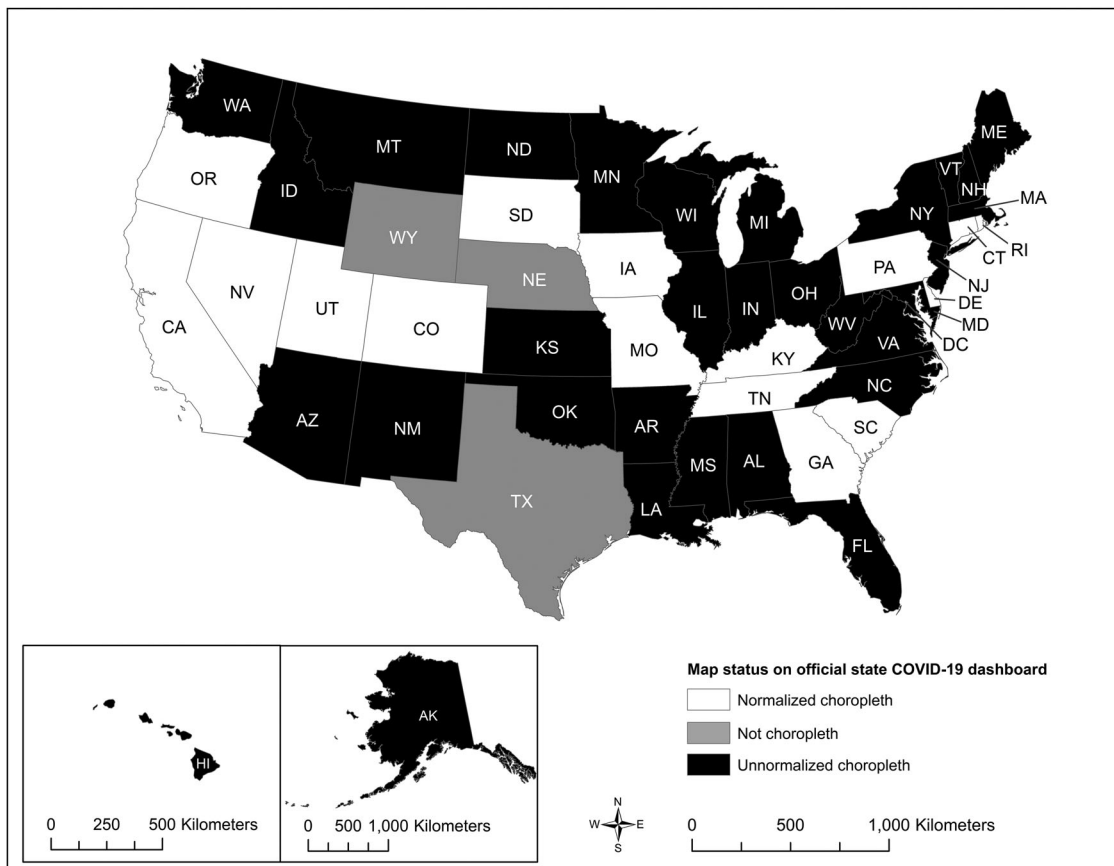 WA
MT
ND
MN
ME
VT
NH
OR
ID
SD
WI
MI
NY
MA
WY
RI
CT
IA
PA
NE
NJ
NV
OH
DE
UT
IL
IN
MD
CA
CO
WV
VA
DC
KS
MO
KY
NC
TN
AZ
NM
OK
AR
SC
MS
AL
GA
TX
LA
FL
HI
0 250 500 Kilometers
AK
0 500 1,000 Kilometers
Map status on official state COVID-19 dashboard
Normalized choropleth
Not choropleth
Unnormalized choropleth
N
W E
S
0 500 1,000 Kilometers